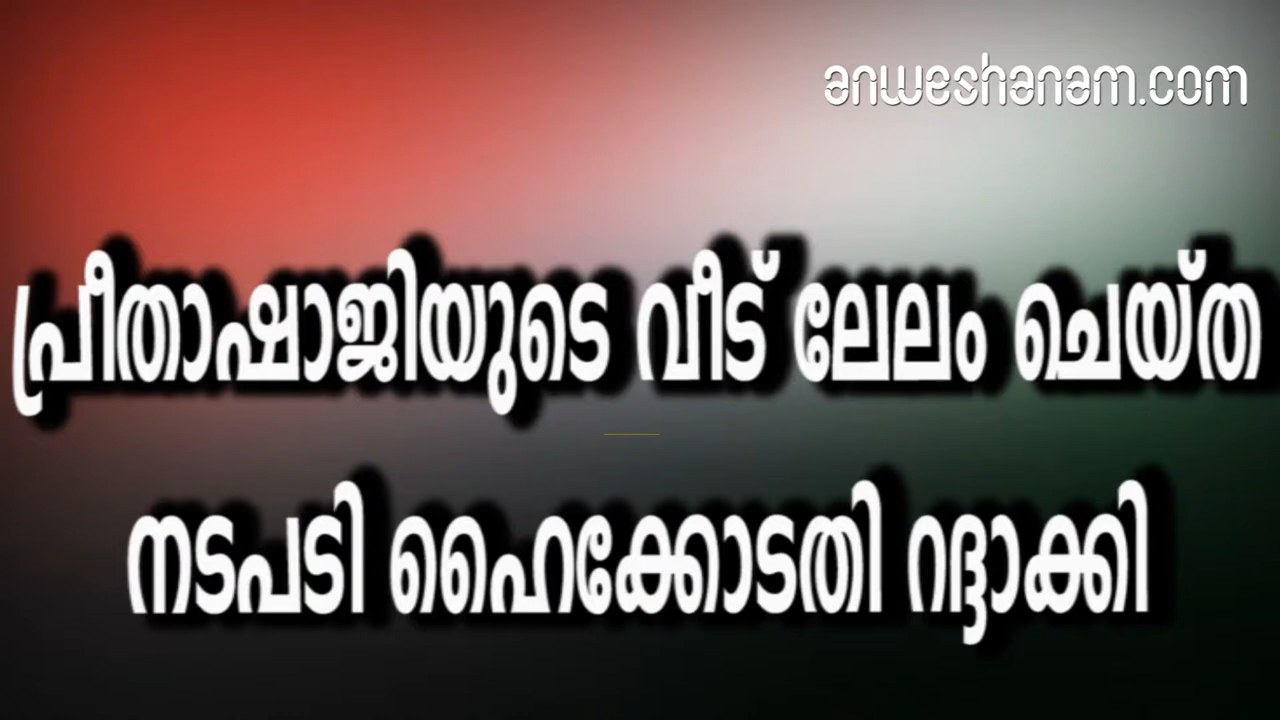 anweshanam.com
പ്രീതാഷാജിയുടെ വീട് ലേലം ചെയ്ത
നടപടി ഹൈക്കോടതി റദ്ദാക്കി